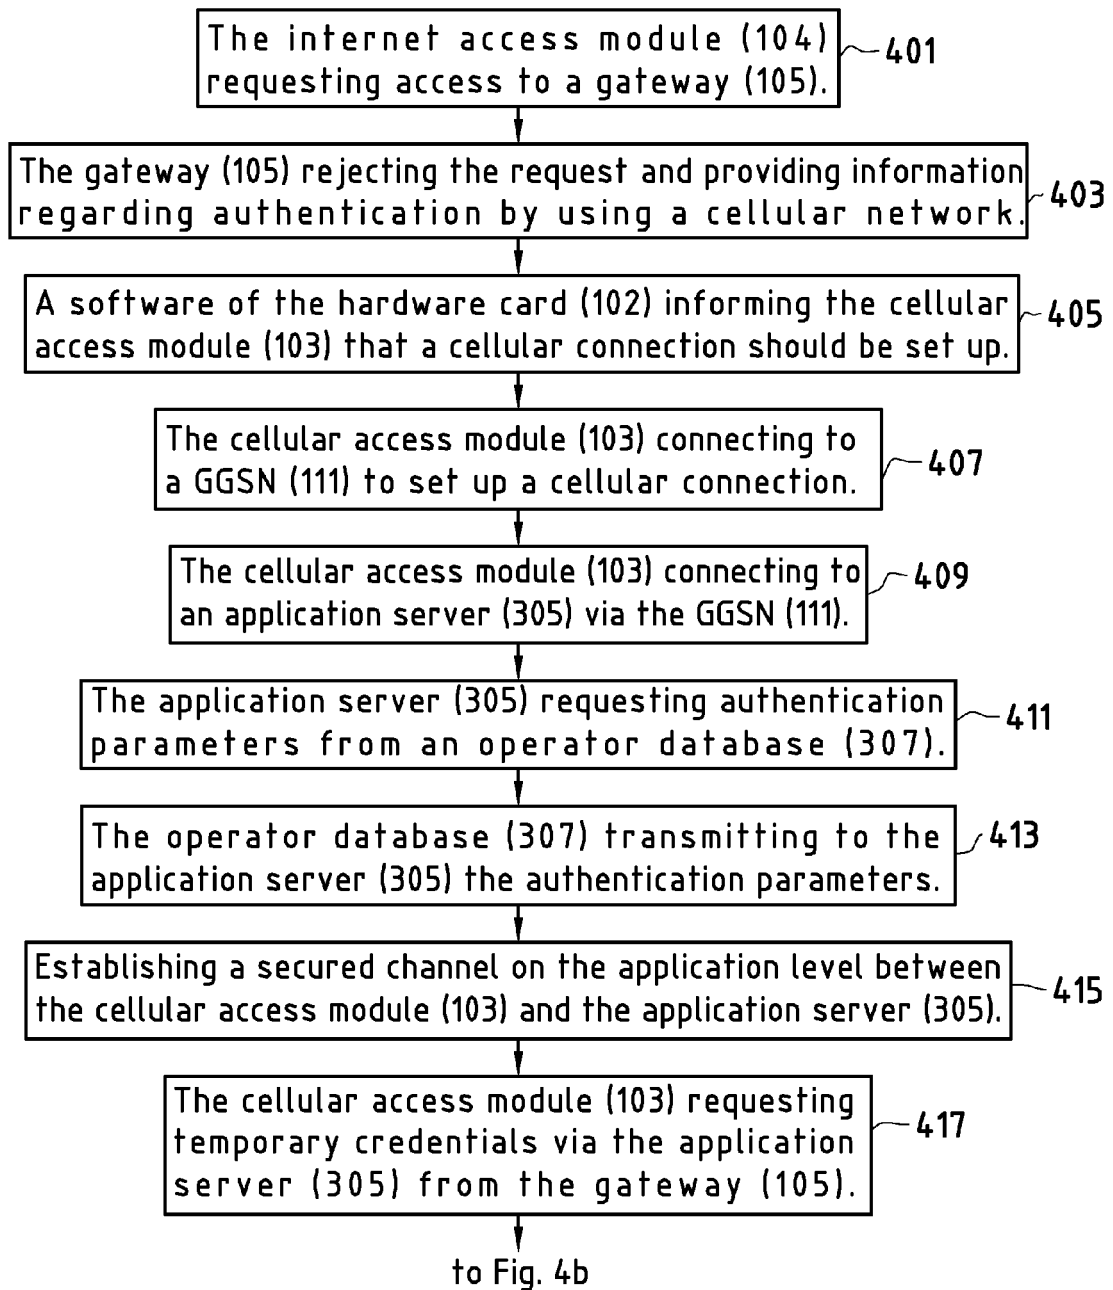 The internet access module (104)
requesting access to a gateway (105).
401
The gateway (105) rejecting the request and providing information
regarding authentication by using a cellular network.
403
A software of the hardware card (102) informing the cellular
access module (103) that a cellular connection should be set up.
405
The cellular access module (103) connecting to
a GGSN (111) to set up a cellular connection.
407
The cellular access module (103) connecting to
an application server (305) via the GGSN (111).
409
The application server (305) requesting authentication
parameters from an operator database (307).
411
The operator database (307) transmitting to the
application server (305) the authentication parameters.
413
Establishing a secured channel on the application level between
the cellular access module (103) and the application server (305).
415
The cellular access module (103) requesting
temporary credentials via the application
server (305) from the gateway (105).
417
to Fig. 4b